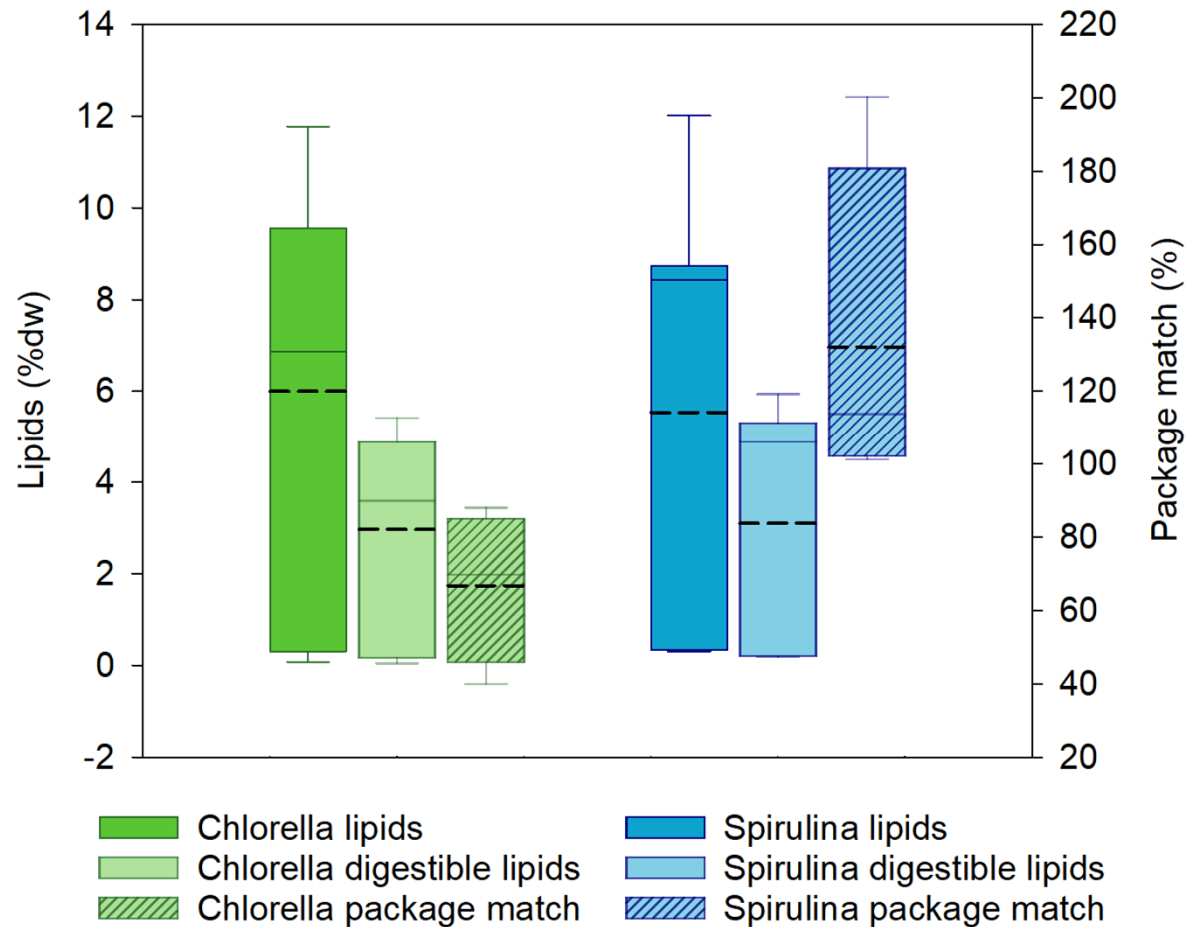 14
12
10
8
6
4
2
0
-2
Lipids (%dw)
220
200
180
160
140
120
100
80
60
40
20
Package match (%)
Chlorella lipids
Chlorella digestible lipids
Chlorella package match
Spirulina lipids
Spirulina digestible lipids
Spirulina package match